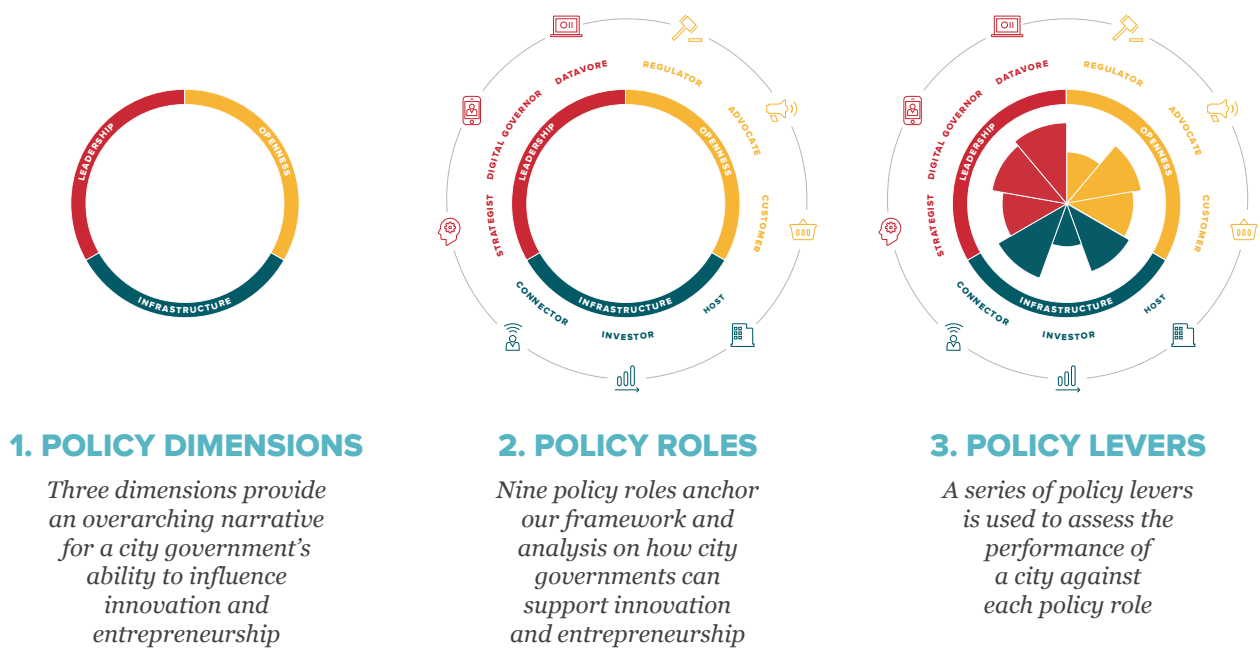 LEADERSHIP
OPENNESS
INFRASTRUCTURE
1. POLICY DIMENSIONS
Three dimensions provide
an overarching narrative
for a city government’s
ability to influence
innovation and
entrepreneurship
DATAVORE
REGULATOR
DIGITAL GOVERNOR
ADVOCATE
LEADERSHIP
OPENNESS
STRATEGIST
CUSTOMER
INFRASTRUCTURE
CONNECTOR
INVESTOR
HOST
2. POLICY ROLES
Nine policy roles anchor
our framework and
analysis on how city
governments can
support innovation
and entrepreneurship
DATAVORE
REGULATOR
DIGITAL GOVERNOR
ADVOCATE
LEADERSHIP
OPENNESS
STRATEGIST
CUSTOMER
INFRASTRUCTURE
CONNECTOR
INVESTOR
HOST
3. POLICY LEVERS
A series of policy levers
is used to assess the
performance of
a city against
each policy role